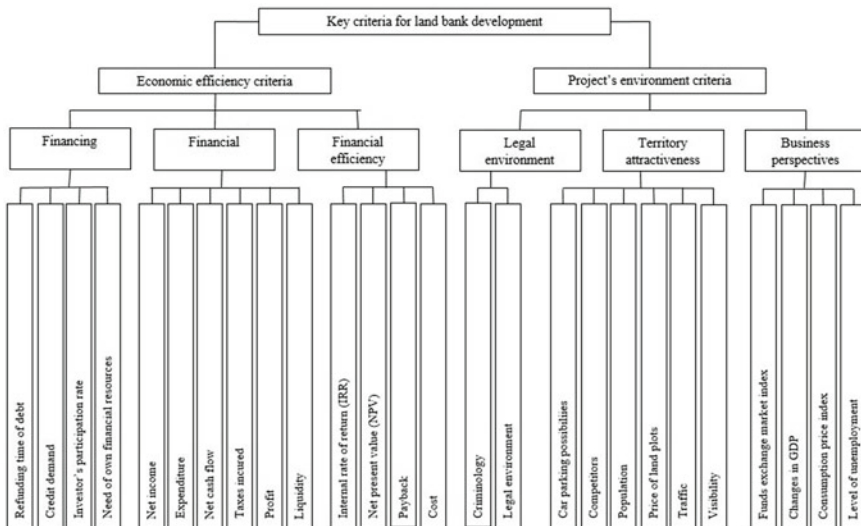 Key criteria for land bank development
Economic efficiency criteria
Project's environment criteria
Financing
Financial
Financial
efficiency
Legal
environment
Territory
attractiveness
Business
perspectives
Refunding time of debt
Credit demand
Investor's participation rate
Need of own financial resources
Net income
Expenditure
Net cash flow
Taxes incured
Profit
Liquidity
Internal rate of return (IRR)
Net present value (NPV)
Payback
Cost
Criminology
Legal environment
Car parking possibiliies
Competitors
Population
Price of land plots
Traffic
Visibility
Funds exchange market index
Changes in GDP
Consumption price index
Level of unemployment